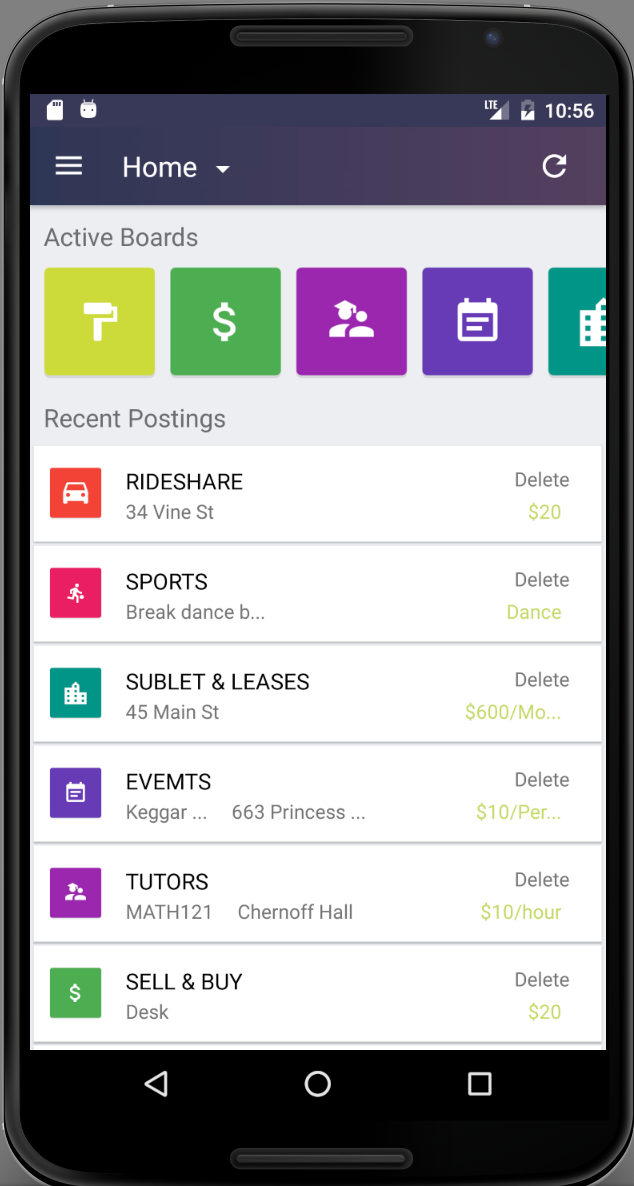 LTE 10:56
Home
Active Boards
$
Recent Postings
RIDESHARE Delete
34 Vine St $20
SPORTS Delete
Break dance b... Dance
SUBLET & LEASES Delete
45 Main St $600/Mo...
EVEMTS Delete
Keggar ... 663 Princess ... $10/Per...
TUTORS Delete
MATH121 Chernoff Hall $10/hour
SELL & BUY Delete
$ Desk $20